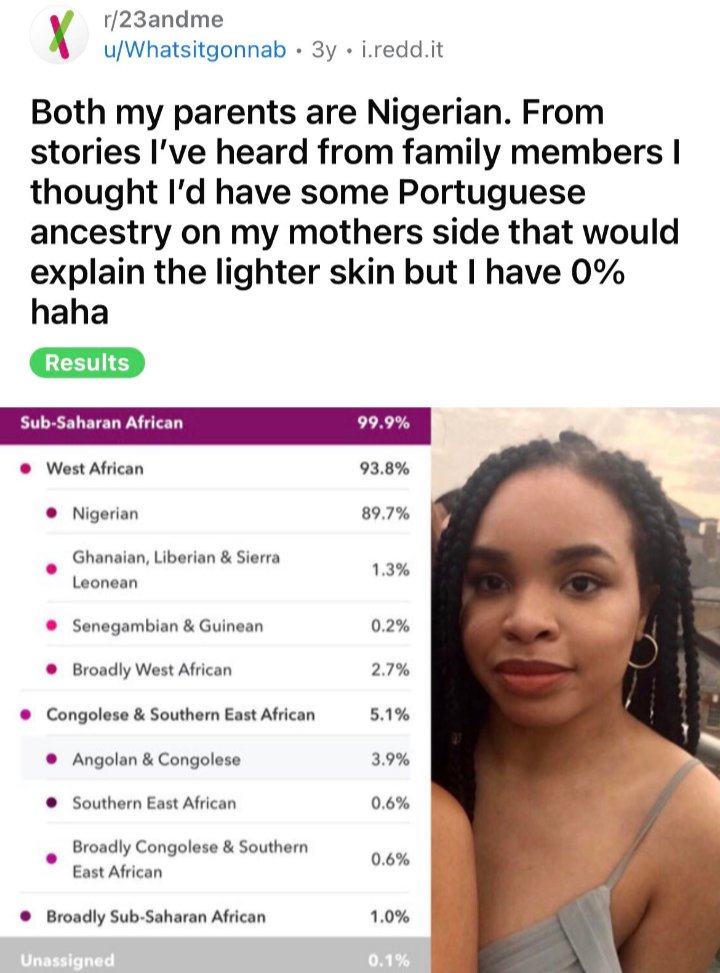 r/23andme
u/Whatsitgonnab • 3y • i.redd.it
Both my parents are Nigerian. From
stories I’ve heard from family members I
thought I’d have some Portuguese
ancestry on my mothers side that would
explain the lighter skin but I have 0%
haha
Results
Sub-Saharan African 99.9%
West African 93.8%
Nigerian 89.7%
Ghanaian, Liberian & Sierra
Leonean 1.3%
Senegambian & Guinean 0.2%
Broadly West African 2.7%
Congolese & Southern East African 5.1%
Angolan & Congolese 3.9%
Southern East African 0.6%
Broadly Congolese & Southern
East African 0.6%
Broadly Sub-Saharan African 1.0%
Unassigned 0.1%